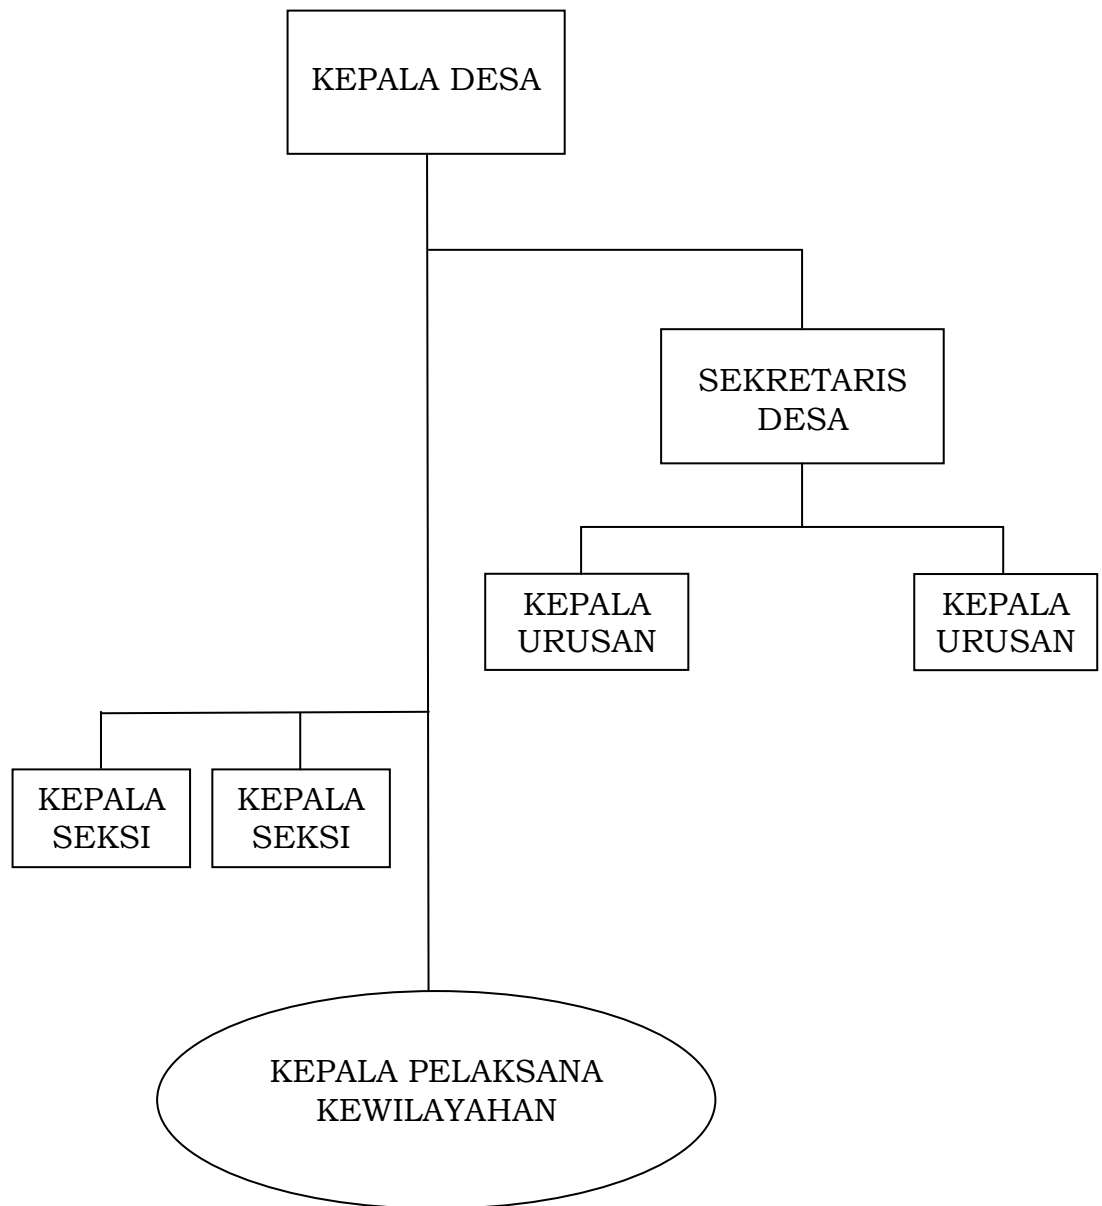 KEPALA DESA
SEKRETARIS
DESA
KEPALA
URUSAN
KEPALA
URUSAN
KEPALA
SEKSI
KEPALA
SEKSI
KEPALA PELAKSANA
KEWILAYAHAN